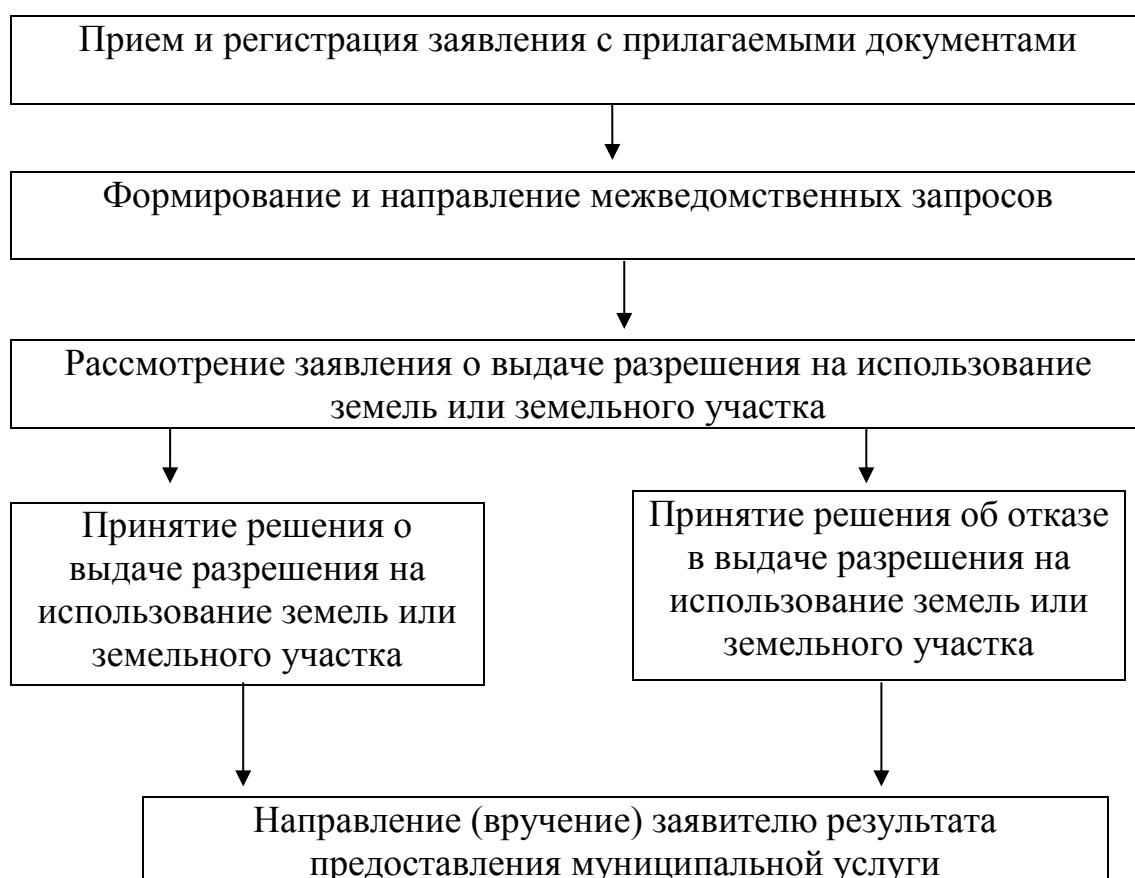 Прием и регистрация заявления с прилагаемыми документами
Формирование и направление межведомственных запросов
Рассмотрение заявления о выдаче разрешения на использование
земель или земельного участка
Принятие решения о
выдаче разрешения на
использование земель или
земельного участка
Принятие решения об отказе
в выдаче разрешения на
использование земель или
земельного участка
Направление (вручение) заявителю результата
предоставления муниципальной услуги